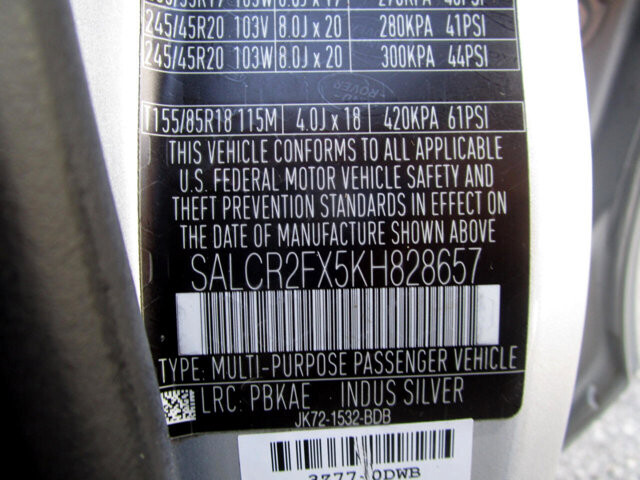 245/45R20 103V 8.0J x 20 280KPA 41PSI
245/45R20 103W 8.0J x 20 300KPA 44PSI
T155/85R18 115M 4.0J x 18 420KPA 61PSI
THIS VEHICLE CONFORMS TO ALL APPLICABLE
U.S. FEDERAL MOTOR VEHICLE SAFETY AND
THEFT PREVENTION STANDARDS IN EFFECT ON
THE DATE OF MANUFACTURE SHOWN ABOVE
SALCR2FX5KH828657
TYPE: MULTI-PURPOSE PASSENGER VEHICLE
LRC: PBKAE INDUS SILVER
JK72-1532-BDB